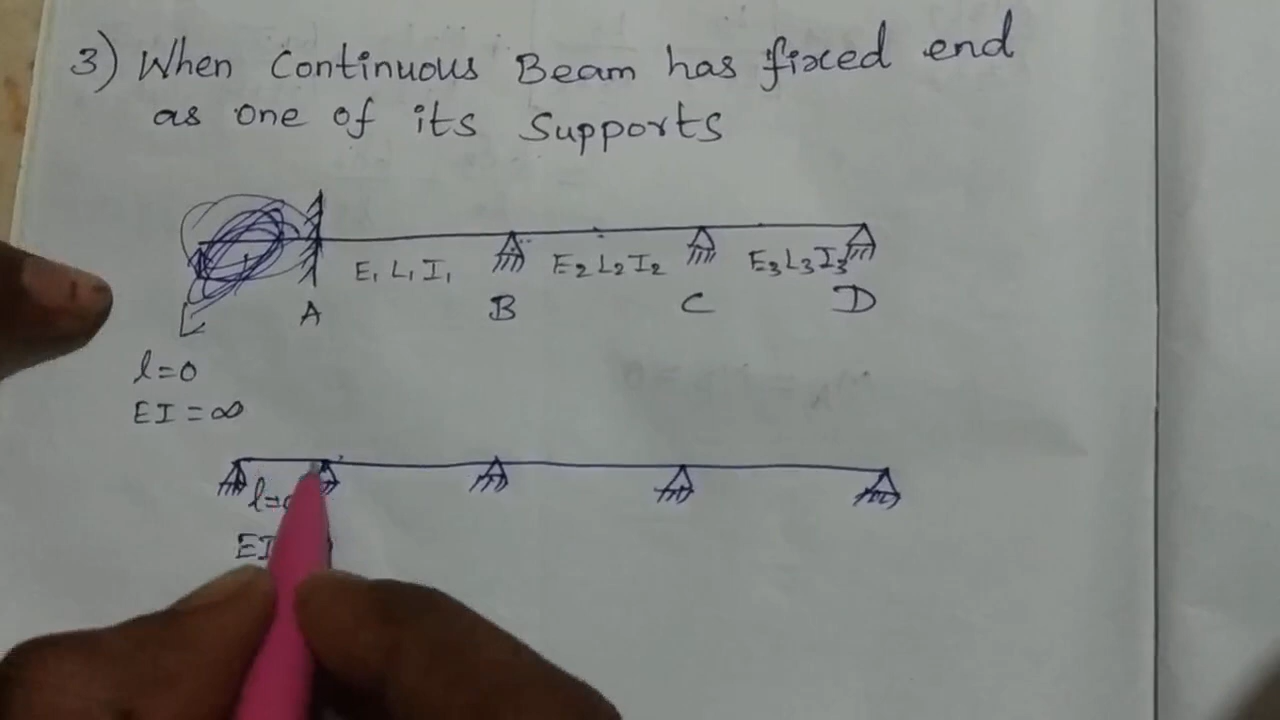 3) When Continuous Beam has fixed end
as one of its supports
E₁ L₁ I₁ E₂ L₂ I₂ E₃ L₃ I₃
A B C D
l=0
EI=∞
EI